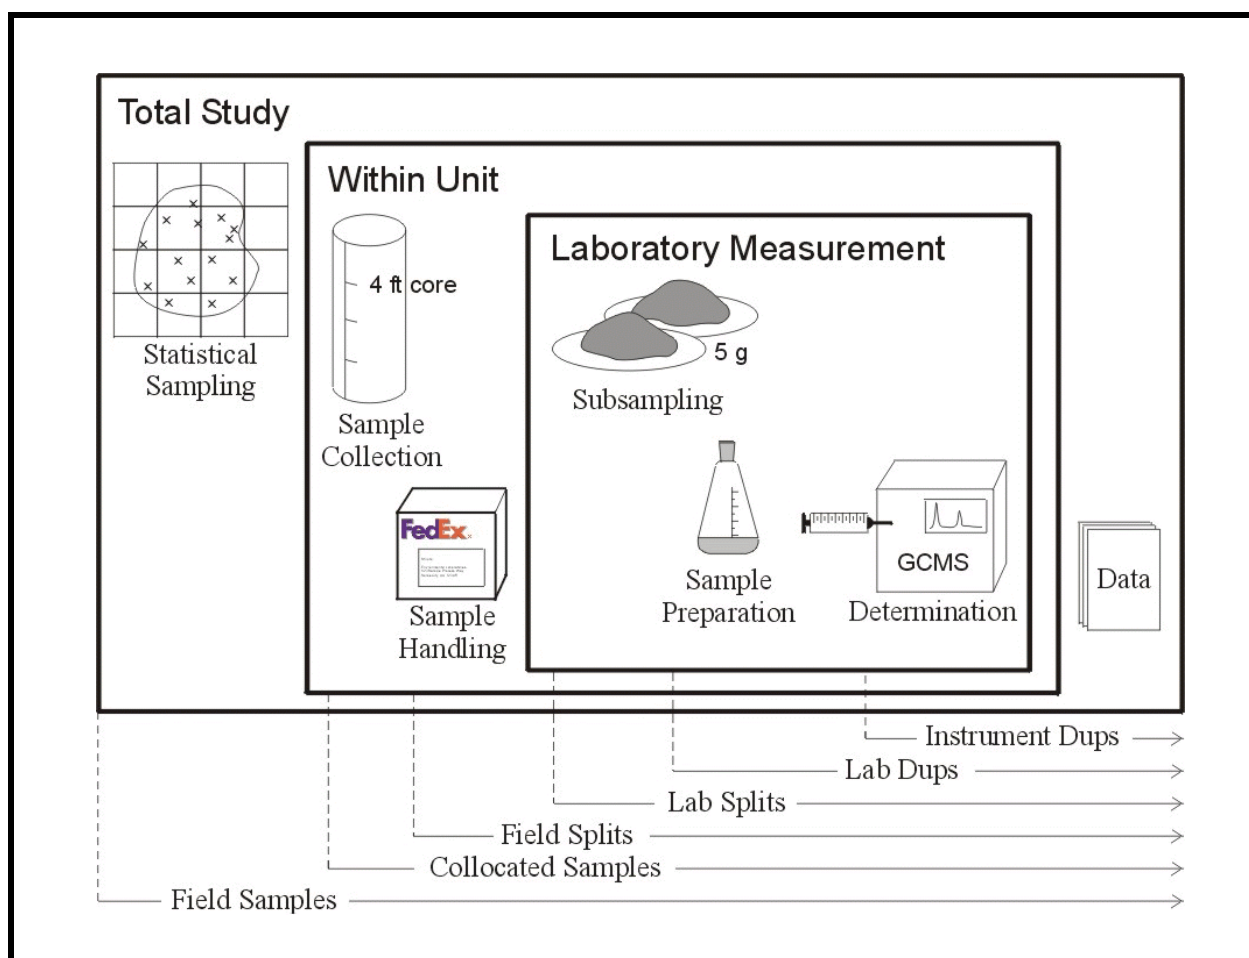 Total Study
Within Unit
Laboratory Measurement
4 ft core
5 g
Statistical
Sampling
Subsampling
Sample
Collection
FedEx
GCMS
Data
Sample
Preparation
Determination
Sample
Handling
Instrument Dups
Lab Dups
Lab Splits
Field Splits
Collocated Samples
Field Samples